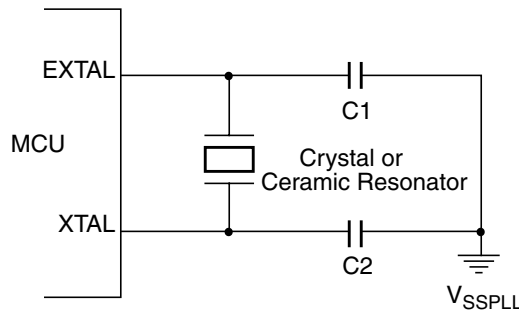 EXTAL
C1
MCU
Crystal or
Ceramic Resonator
XTAL
C2
VSSPLL